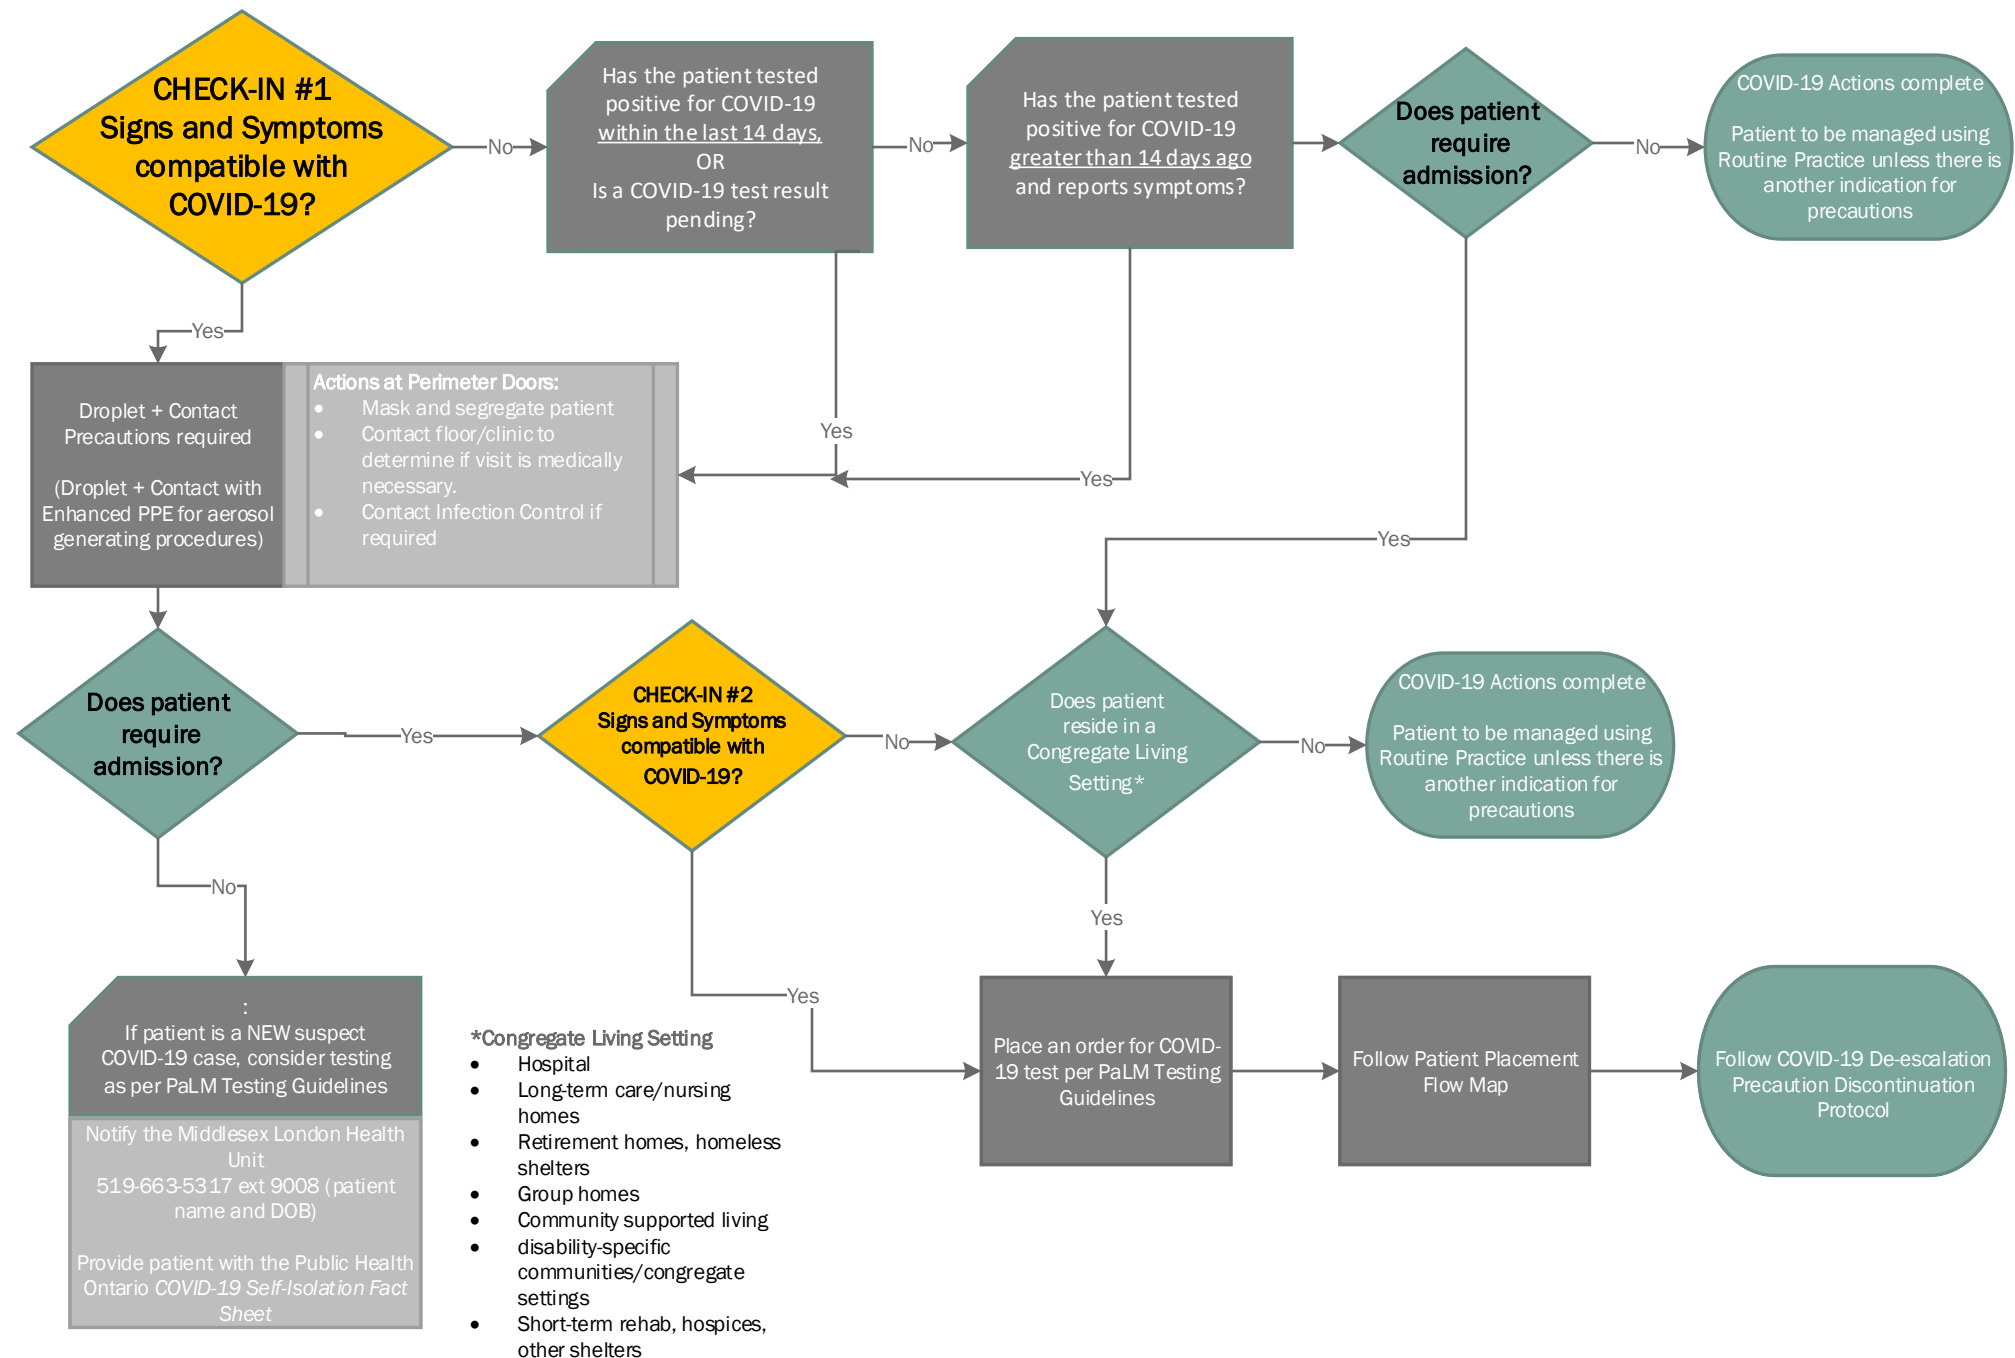 CHECK-IN #1
Signs and Symptoms
compatible with
COVID-19?
No
Has the patient tested
positive for COVID-19
within the last 14 days,
OR
Is a COVID-19 test result
pending?
No
Has the patient tested
positive for COVID-19
greater than 14 days ago
and reports symptoms?
Does patient
require
admission?
No
COVID-19 Actions complete
Patient to be managed using
Routine Practice unless there is
another indication for
precautions
Yes
Yes
Yes
Yes
Droplet + Contact
Precautions required
(Droplet + Contact with
Enhanced PPE for aerosol
generating procedures)
Actions at Perimeter Doors:
• Mask and segregate patient
• Contact floor/clinic to
determine if visit is medically
necessary.
• Contact Infection Control if
required
Does patient
require
admission?
Yes
CHECK-IN #2
Signs and Symptoms
compatible with
COVID-19?
No
Does patient
reside in a
Congregate Living
Setting*
No
COVID-19 Actions complete
Patient to be managed using
Routine Practice unless there is
another indication for
precautions
No
Yes
Yes
:
If patient is a NEW suspect
COVID-19 case, consider testing
as per PaLM Testing Guidelines
Notify the Middlesex London Health
Unit
519-663-5317 ext 9008 (patient
name and DOB)
Provide patient with the Public Health
Ontario COVID-19 Self-Isolation Fact
Sheet
*Congregate Living Setting
• Hospital
• Long-term care/nursing
homes
• Retirement homes, homeless
shelters
• Group homes
• Community supported living
• disability-specific
communities/congregate
settings
• Short-term rehab, hospices,
other shelters
Place an order for COVID-
19 test per PaLM Testing
Guidelines
Follow Patient Placement
Flow Map
Follow COVID-19 De-escalation
Precaution Discontinuation
Protocol